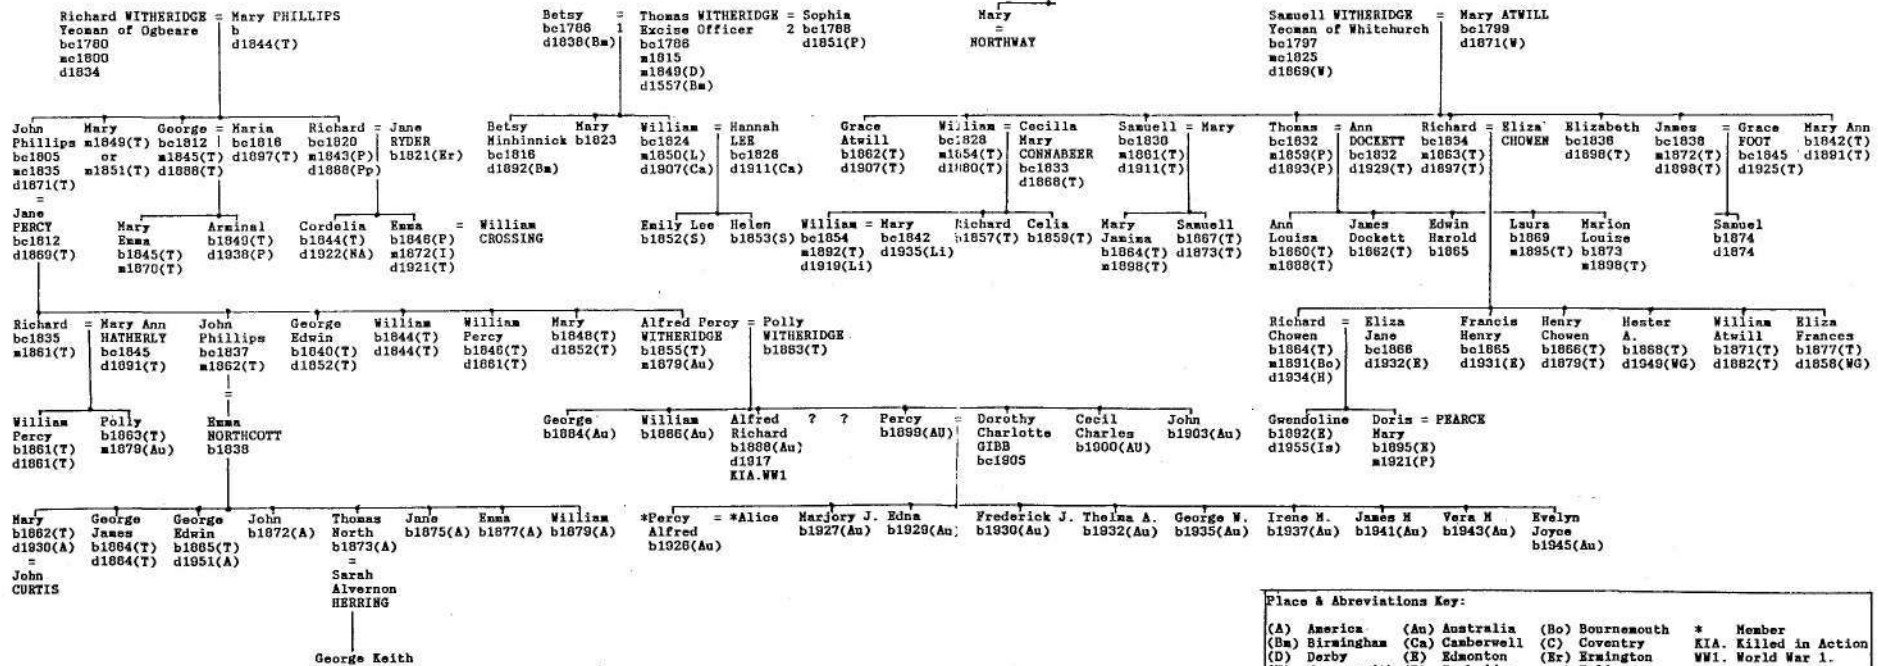 Richard WITHERIDGE = Mary PHILLIPS
Yeoman of Ogbeare b
bc1780 d1844(T)
mc1800
d1834
Betsy = Thomas WITHERIDGE = Sophia
bc1786 1 Excise Officer 2 bc1788
d1838(Bm) bc1786 d1851(P)
m1815
m1849(D)
d1557(Bm)
Mary
=
NORTHWAY
Samuell WITHERIDGE = Mary ATWILL
Yeoman of Whitchurch bc1799
bc1797 d1871(W)
mc1825
d1869(W)
John
Phillips
bc1805
mc1835
d1871(T)
=
Jane
PERCY
bc1812
d1869(T)
Mary
m1849(T)
or
m1851(T)
George = Maria
bc1812 bc1816
m1845(T) d1897(T)
d1888(T)
Richard = Jane
bc1820 RYDER
m1843(P) b1821(Er)
d1888(Pp)
Betsy
Minhinnick
bc1816
d1892(Bm)
Mary
b1823
William = Hannah
bc1824 LEE
m1850(L) bc1826
d1907(Ca) d1911(Ca)
Grace
Atwill
b1862(T)
d1907(T)
William = Cecilla
bc1828 Mary
m1854(T) CONNABEER
d1880(T) bc1833
d1868(T)
Samuell = Mary
bc1830
m1861(T)
d1911(T)
Thomas = Ann
bc1832 DOCKETT
m1859(P) bc1832
d1893(P) d1929(T)
Richard = Eliza
bc1834 CHOWEN
m1863(T)
d1897(T)
Elizabeth
bc1836
d1898(T)
James = Grace
bc1838 FOOT
m1872(T) bc1845
d1898(T) d1925(T)
Mary Ann
b1842(T)
d1891(T)
Mary
Emma
b1845(T)
m1870(T)
Arminal
b1849(T)
d1938(P)
Cordelia
b1844(T)
d1922(NA)
Emma = William
b1846(P) CROSSING
m1872(I)
d1921(T)
Emily Lee
b1852(S)
Helen
b1853(S)
William = Mary
bc1854 bc1842
m1892(T) d1935(Li)
d1919(Li)
Richard
b1857(T)
Celia
b1859(T)
Mary
Jamima
b1864(T)
m1898(T)
Samuell
b1867(T)
d1873(T)
Ann
Louisa
b1860(T)
m1888(T)
James
Dockett
b1862(T)
Edwin
Harold
b1865
Laura
b1869
m1895(T)
Marion
Louise
b1873
m1898(T)
Samuel
b1874
d1874
Richard = Mary Ann
bc1835 HATHERLY
m1861(T) bc1845
d1891(T)
John
Phillips
bc1837
m1862(T)
=
Emma
NORTHCOTT
b1838
George
Edwin
b1840(T)
d1852(T)
William
b1844(T)
d1844(T)
William
Percy
b1846(T)
d1861(T)
Mary
b1848(T)
d1852(T)
Alfred Percy = Polly
WITHERIDGE WITHERIDGE
b1855(T) b1863(T)
m1879(Au)
Richard = Eliza
Chowen Jane
b1864(T) bc1866
m1891(Bo) d1932(E)
d1934(H)
Francis
Henry
bc1865
d1931(E)
Henry
Chowen
b1866(T)
d1879(T)
Hester
A.
b1868(T)
d1949(WG)
William
Atwill
b1871(T)
d1882(T)
Eliza
Frances
b1877(T)
d1858(WG)
William
Percy
b1861(T)
d1861(T)
Polly
b1863(T)
m1879(Au)
George
b1884(Au)
William
b1886(Au)
Alfred
Richard
b1888(Au)
d1917
KIA.WW1
? ?
Percy = Dorothy
b1899(AU) Charlotte
GIBB
bc1905
Cecil
Charles
b1900(AU)
John
b1903(Au)
Gwendoline
b1892(E)
d1955(Is)
Doris = PEARCE
Mary
b1895(E)
m1921(P)
Mary
b1862(T)
d1930(A)
=
John
CURTIS
George
James
b1864(T)
d1864(T)
George
Edwin
b1865(T)
d1951(A)
John
b1872(A)
Thomas
North
b1873(A)
=
Sarah
Alvernon
HERRING
Jane
b1875(A)
Emma
b1877(A)
William
b1879(A)
*Percy = *Alice
Alfred
b1926(Au)
Marjory J.
b1927(Au)
Edna
b1929(Au)
Frederick J.
b1930(Au)
Thelma A.
b1932(Au)
George W.
b1935(Au)
Irene M.
b1937(Au)
James M
b1941(Au)
Vera M
b1943(Au)
Evelyn
Joyce
b1945(Au)
George Keith
Place & Abreviations Key:
(A) America (Au) Australia (Bo) Bournemouth * Member
(Bm) Birmingham (Ca) Camberwell (C) Coventry KIA. Killed in Action
(D) Derby (E) Edmonton (Er) Ermington WW1. World War 1.